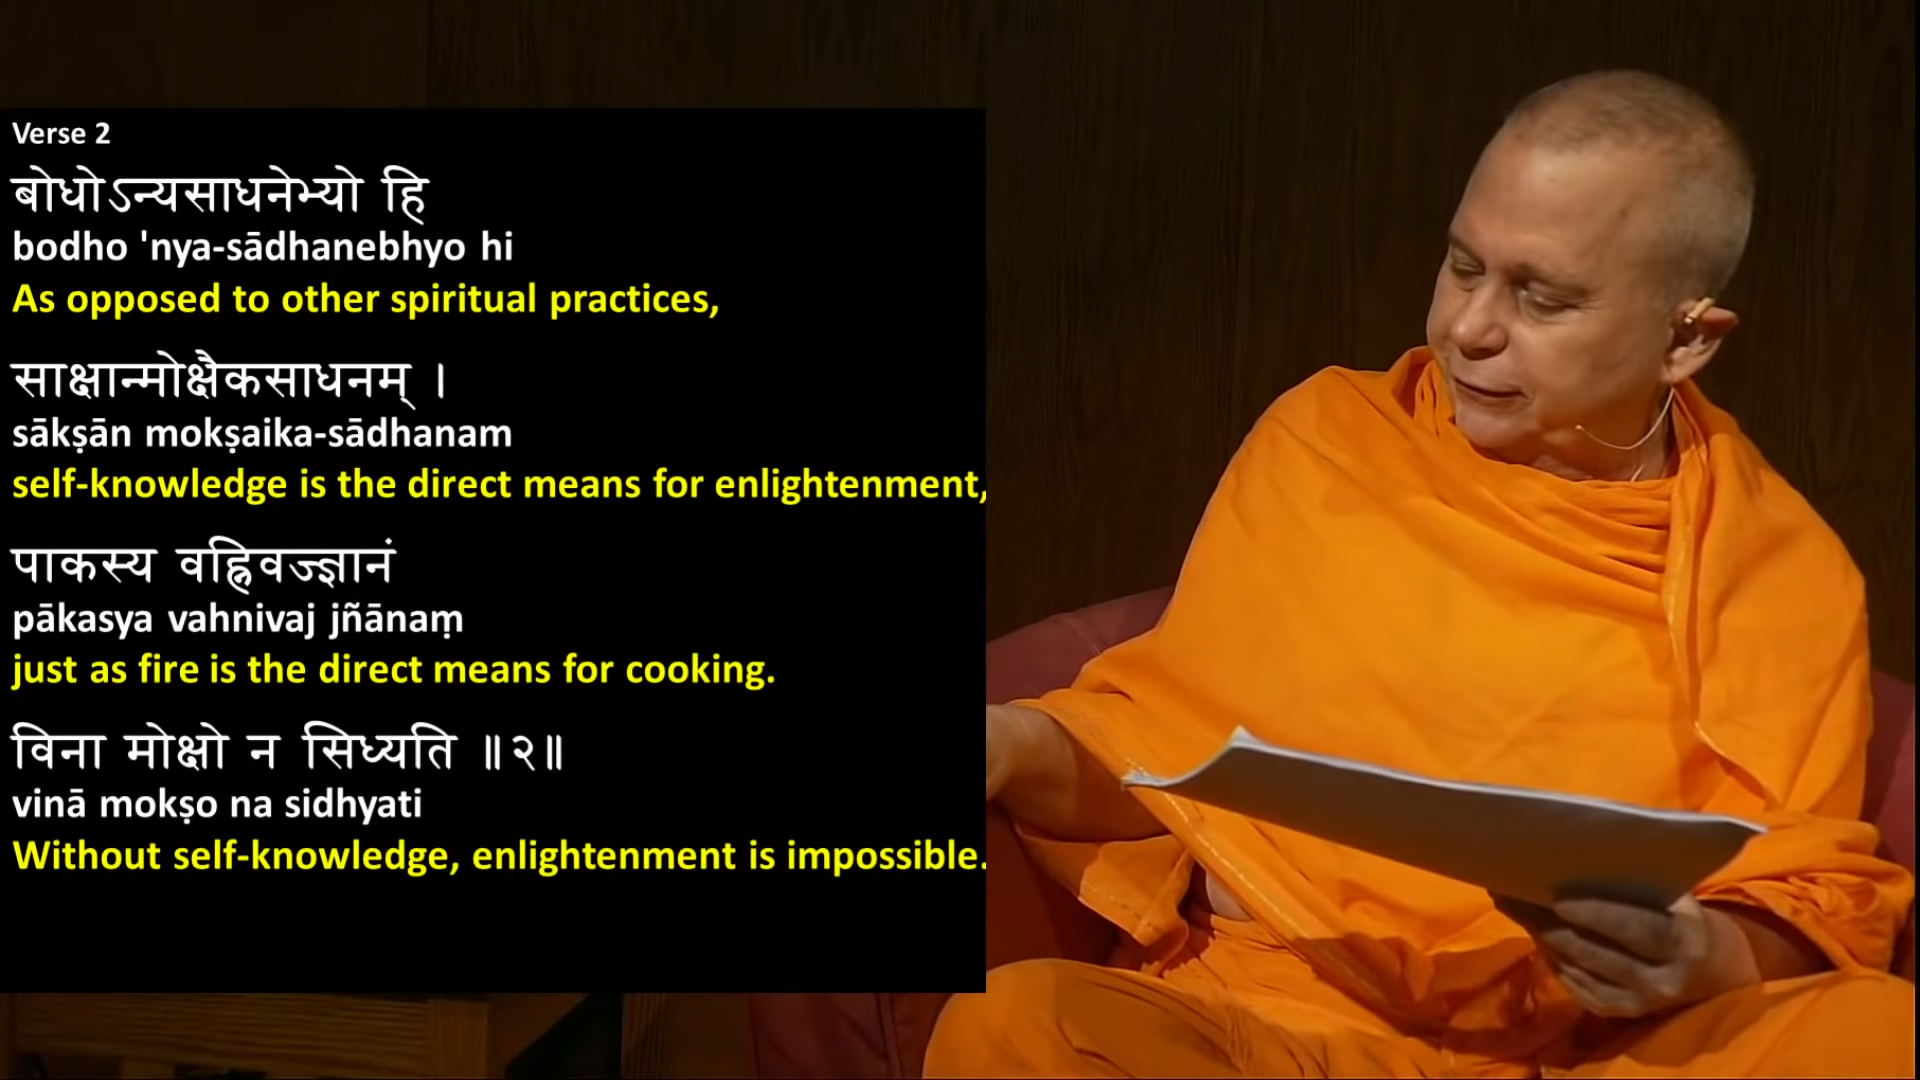 Verse 2
बोधोऽन्यसाधनेभ्यो हि
bodho 'nya-sādhanebhyo hi
As opposed to other spiritual practices,
साक्षान्मोक्षैकसाधनम् ।
sākṣān mokṣaika-sādhanam
self-knowledge is the direct means for enlightenment,
पाकस्य वह्निवज्ज्ञानं
pākasya vahnivaj jñānaṃ
just as fire is the direct means for cooking.
विना मोक्षो न सिध्यति ॥२॥
vinā mokṣo na sidhyati
Without self-knowledge, enlightenment is impossible.